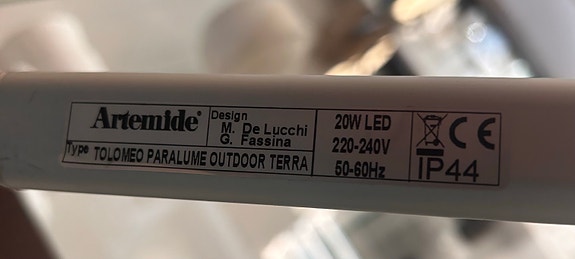 Artemide®
Design
M. De Lucchi
G. Fassina
Type TOLOMEO PARALUME OUTDOOR TERRA
20W LED
220-240V
50-60Hz
CE
IP44